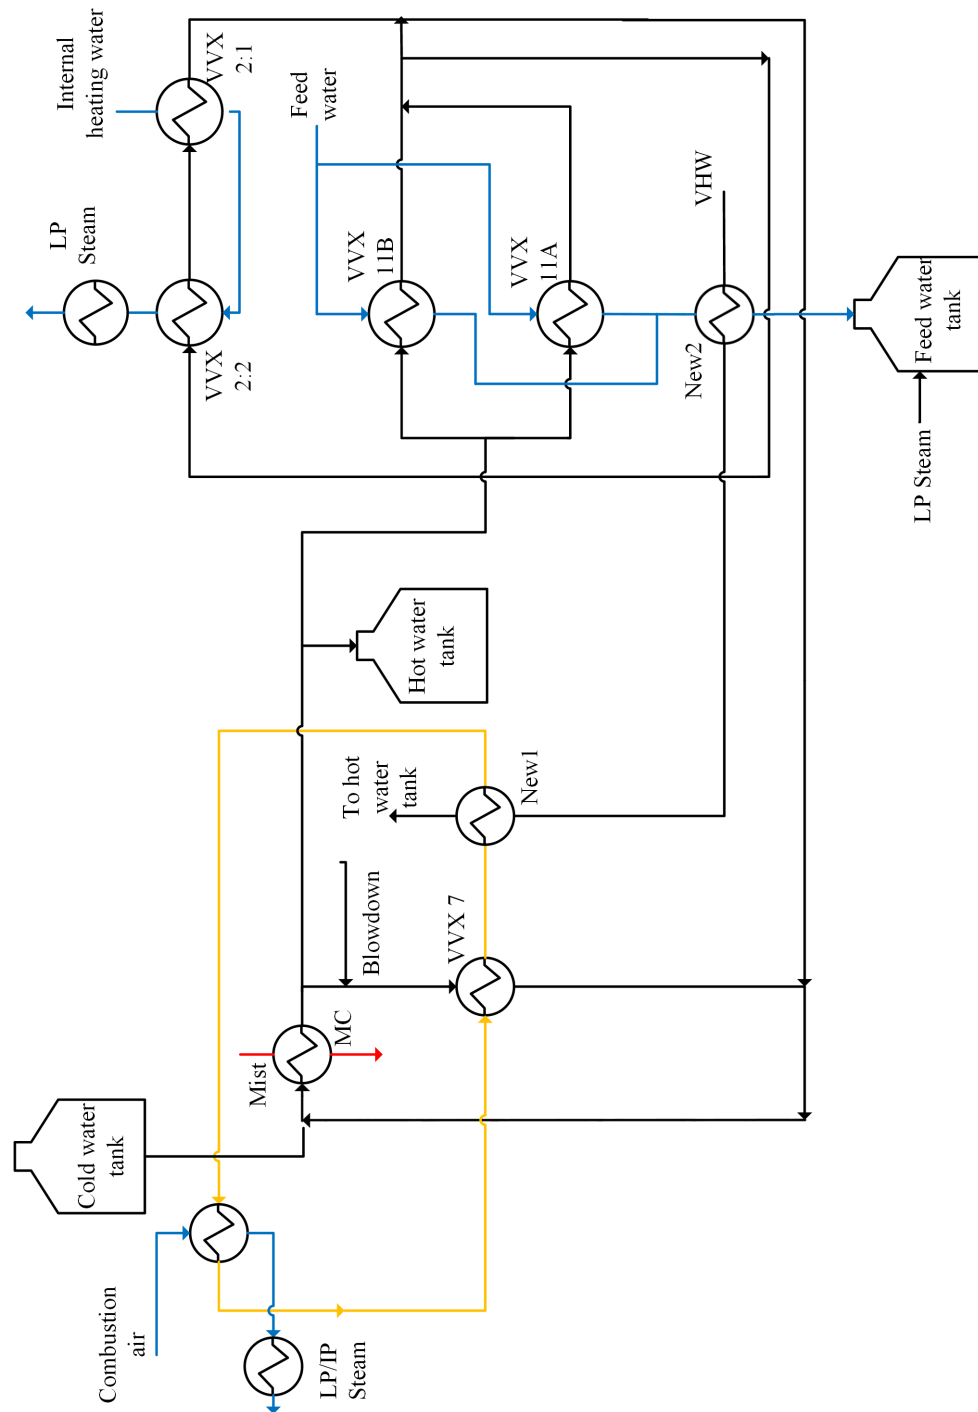 Internal
heating water
VVX
2:1
LP
Steam
VVX
2:2
Feed
water
VVX
11B
VVX
11A
VHW
New2
Feed water
tank
LP Steam
Hot water
tank
To hot
water
tank
New1
Blowdown
VVX 7
Mist
MC
Cold water
tank
Combustion
air
LP/IP
Steam